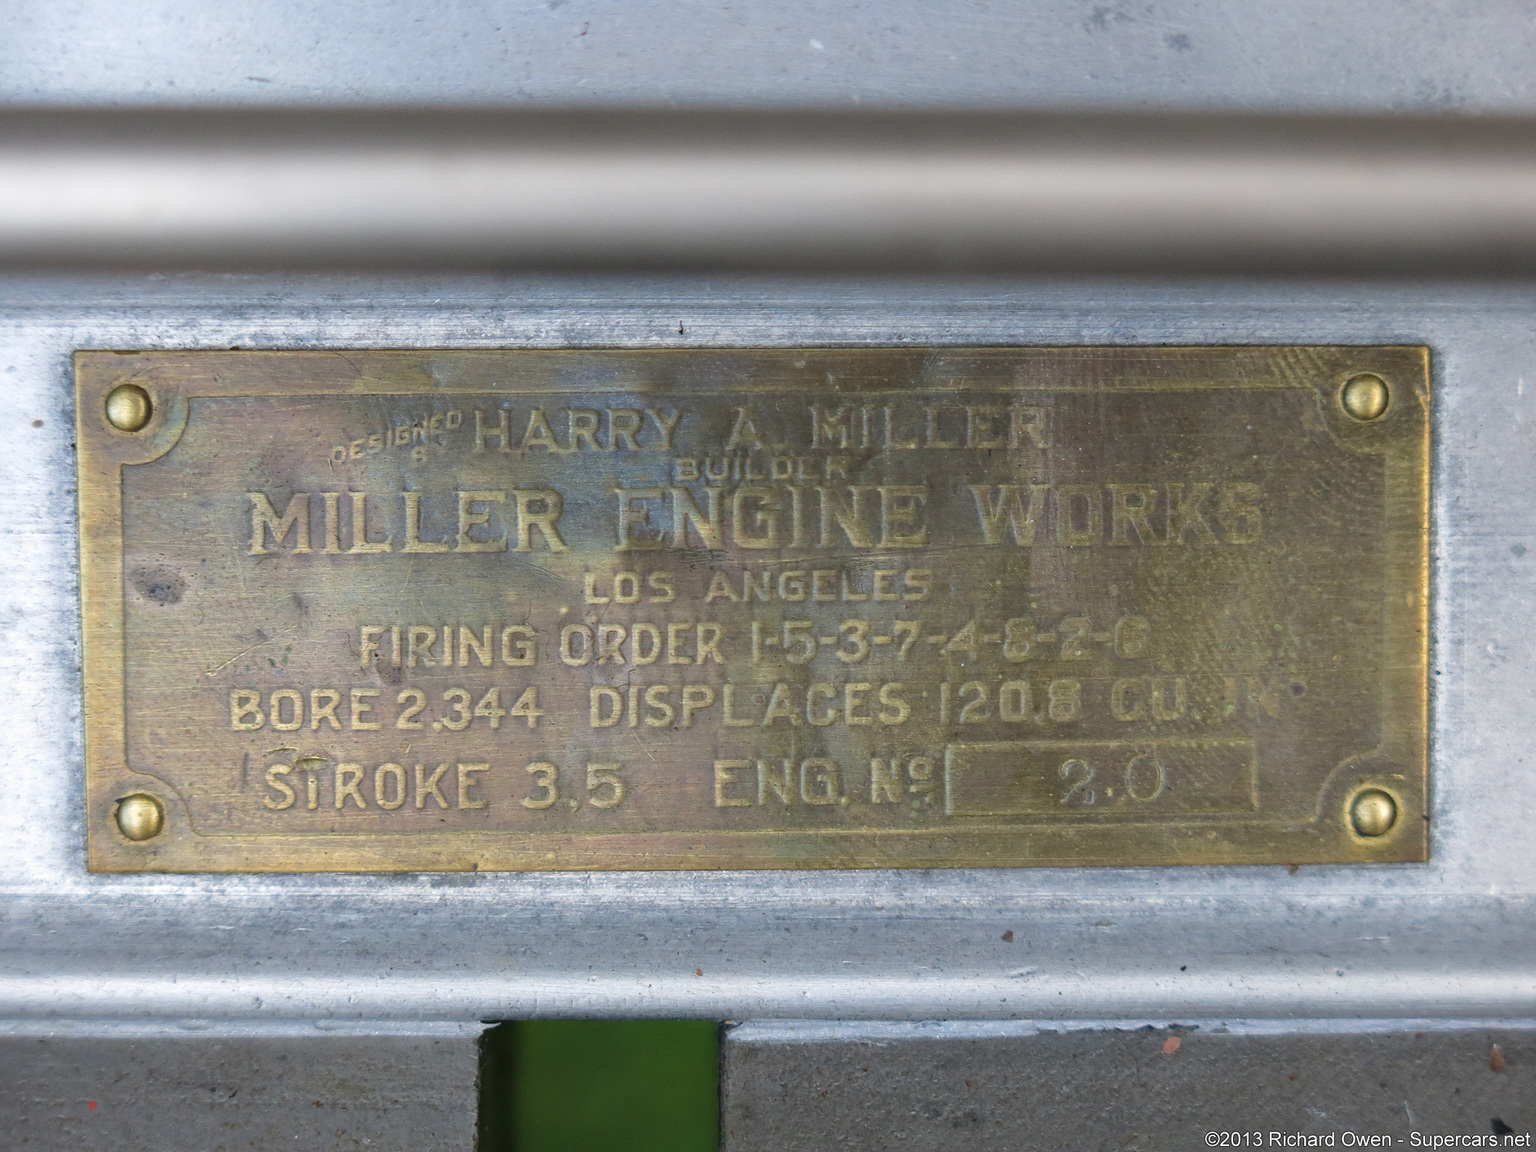 DESIGNED BY HARRY A. MILLER
BUILDER
MILLER ENGINE WORKS
LOS ANGELES
FIRING ORDER 1-5-3-7-4-8-2-6
BORE 2.344 DISPLACES 120.8 CU. IN
STROKE 3.5 ENG. No 2.0
©2013 Richard Owen - Supercars.net